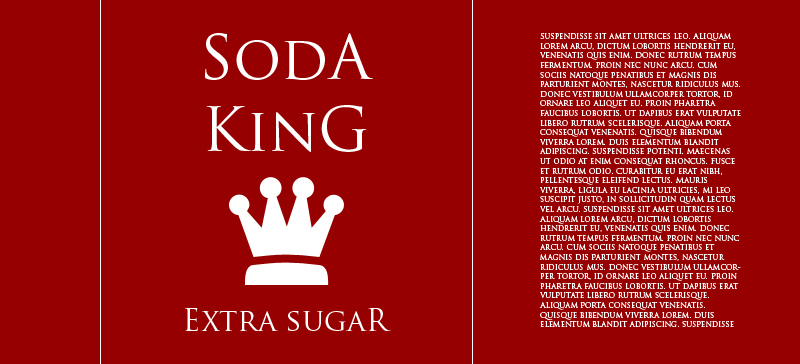 SODA
KING
EXTRA SUGAR
SUSPENDISSE SIT AMET ULTRICES LEO. ALIQUAM
LOREM ARCU, DICTUM LOBORTIS HENDRERIT EU,
VENENATIS QUIS ENIM. DONEC RUTRUM TEMPUS
FERMENTUM. PROIN NEC NUNC ARCU. CUM
SOCIIS NATOQUE PENATIBUS ET MAGNIS DIS
PARTURIENT MONTES, NASCETUR RIDICULUS MUS.
DONEC VESTIBULUM ULLAMCORPER TORTOR, ID
ORNARE LEO ALIQUET EU. PROIN PHARETRA
FAUCIBUS LOBORTIS. UT DAPIBUS ERAT VULPUTATE
LIBERO RUTRUM SCELERISQUE. ALIQUAM PORTA
CONSEQUAT VENENATIS. QUISQUE BIBENDUM
VIVERRA LOREM. DUIS ELEMENTUM BLANDIT
ADIPISCING. SUSPENDISSE POTENTI. MAECENAS
UT ODIO AT ENIM CONSEQUAT RHONCUS. FUSCE
ET RUTRUM ODIO. CURABITUR EU ERAT NIBH,
PELLENTESQUE ELEIFEND LECTUS. MAURIS
VIVERRA, LIGULA EU LACINIA ULTRICIES, MI LEO
SUSCIPIT JUSTO, IN SOLLICITUDIN QUAM LECTUS
VEL ARCU. SUSPENDISSE SIT AMET ULTRICES LEO.
ALIQUAM LOREM ARCU, DICTUM LOBORTIS
HENDRERIT EU, VENENATIS QUIS ENIM. DONEC
RUTRUM TEMPUS FERMENTUM. PROIN NEC NUNC
ARCU. CUM SOCIIS NATOQUE PENATIBUS ET
MAGNIS DIS PARTURIENT MONTES, NASCETUR
RIDICULUS MUS. DONEC VESTIBULUM ULLAMCOR-
PER TORTOR, ID ORNARE LEO ALIQUET EU. PROIN
PHARETRA FAUCIBUS LOBORTIS. UT DAPIBUS ERAT
VULPUTATE LIBERO RUTRUM SCELERISQUE.
ALIQUAM PORTA CONSEQUAT VENENATIS.
QUISQUE BIBENDUM VIVERRA LOREM. DUIS
ELEMENTUM BLANDIT ADIPISCING. SUSPENDISSE